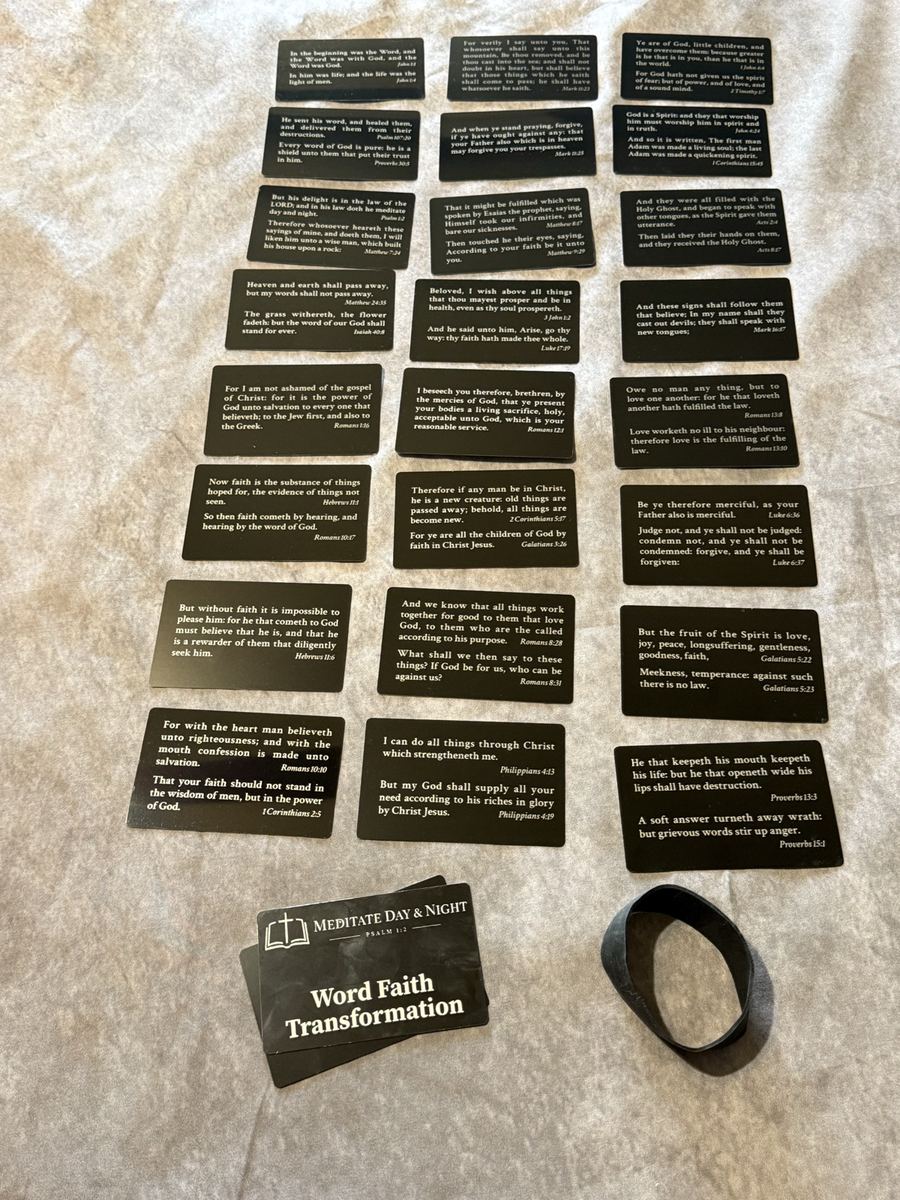 In the beginning was the Word, and
the Word was with God, and the
Word was God.
John 1:1
In him was life; and the life was the
light of men.
John 1:4
For verily I say unto you, That
whosoever shall say unto this
mountain, Be thou removed, and be
thou cast into the sea; and shall not
doubt in his heart, but shall believe
that those things which he saith
shall come to pass; he shall have
whatsoever he saith.
Mark 11:23
Ye are of God, little children, and
have overcome them: because greater
is he that is in you, than he that is in
the world.
1 John 4:4
For God hath not given us the spirit
of fear; but of power, and of love, and
of a sound mind.
2 Timothy 1:7
He sent his word, and healed them,
and delivered them from their
destructions.
Psalm 107:20
Every word of God is pure: he is a
shield unto them that put their trust
in him.
Proverbs 30:5
And when ye stand praying, forgive,
if ye have ought against any: that
your Father also which is in heaven
may forgive you your trespasses.
Mark 11:25
God is a Spirit: and they that worship
him must worship him in spirit and
in truth.
John 4:24
And so it is written, The first man
Adam was made a living soul; the last
Adam was made a quickening spirit.
1 Corinthians 15:45
But his delight is in the law of the
LORD; and in his law doth he meditate
day and night.
Psalm 1:2
Therefore whosoever heareth these
sayings of mine, and doeth them, I will
liken him unto a wise man, which built
his house upon a rock:
Matthew 7:24
That it might be fulfilled which was
spoken by Esaias the prophet, saying,
Himself took our infirmities, and
bare our sicknesses.
Matthew 8:17
Then touched he their eyes, saying,
According to your faith be it unto
you.
Matthew 9:29
And they were all filled with the
Holy Ghost, and began to speak with
other tongues, as the Spirit gave them
utterance.
Acts 2:4
Then laid they their hands on them,
and they received the Holy Ghost.
Acts 8:17
Heaven and earth shall pass away,
but my words shall not pass away.
Matthew 24:35
The grass withereth, the flower
fadeth: but the word of our God shall
stand for ever.
Isaiah 40:8
Beloved, I wish above all things
that thou mayest prosper and be in
health, even as thy soul prospereth.
3 John 1:2
And he said unto him, Arise, go thy
way: thy faith hath made thee whole.
Luke 17:19
And these signs shall follow them
that believe; In my name shall they
cast out devils; they shall speak with
new tongues;
Mark 16:17
For I am not ashamed of the gospel
of Christ: for it is the power of
God unto salvation to every one that
believeth; to the Jew first, and also to
the Greek.
Romans 1:16
I beseech you therefore, brethren, by
the mercies of God, that ye present
your bodies a living sacrifice, holy,
acceptable unto God, which is your
reasonable service.
Romans 12:1
Owe no man any thing, but to
love one another: for he that loveth
another hath fulfilled the law.
Romans 13:8
Love worketh no ill to his neighbour:
therefore love is the fulfilling of the
law.
Romans 13:10
Now faith is the substance of things
hoped for, the evidence of things not
seen.
Hebrews 11:1
So then faith cometh by hearing, and
hearing by the word of God.
Romans 10:17
Therefore if any man be in Christ,
he is a new creature: old things are
passed away; behold, all things are
become new.
2 Corinthians 5:17
For ye are all the children of God by
faith in Christ Jesus.
Galatians 3:26
Be ye therefore merciful, as your
Father also is merciful.
Luke 6:36
Judge not, and ye shall not be judged:
condemn not, and ye shall not be
condemned: forgive, and ye shall be
forgiven:
Luke 6:37
But without faith it is impossible to
please him: for he that cometh to God
must believe that he is, and that he
is a rewarder of them that diligently
seek him.
Hebrews 11:6
And we know that all things work
together for good to them that love
God, to them who are the called
according to his purpose.
Romans 8:28
What shall we then say to these
things? If God be for us, who can be
against us?
Romans 8:31
But the fruit of the Spirit is love,
joy, peace, longsuffering, gentleness,
goodness, faith,
Galatians 5:22
Meekness, temperance: against such
there is no law.
Galatians 5:23
For with the heart man believeth
unto righteousness; and with the
mouth confession is made unto
salvation.
Romans 10:10
That your faith should not stand in
the wisdom of men, but in the power
of God.
1 Corinthians 2:5
I can do all things through Christ
which strengtheneth me.
Philippians 4:13
But my God shall supply all your
need according to his riches in glory
by Christ Jesus.
Philippians 4:19
He that keepeth his mouth keepeth
his life: but he that openeth wide his
lips shall have destruction.
Proverbs 13:3
A soft answer turneth away wrath:
but grievous words stir up anger.
Proverbs 15:1
MEDITATE DAY & NIGHT
PSALM 1:2
Word Faith
Transformation